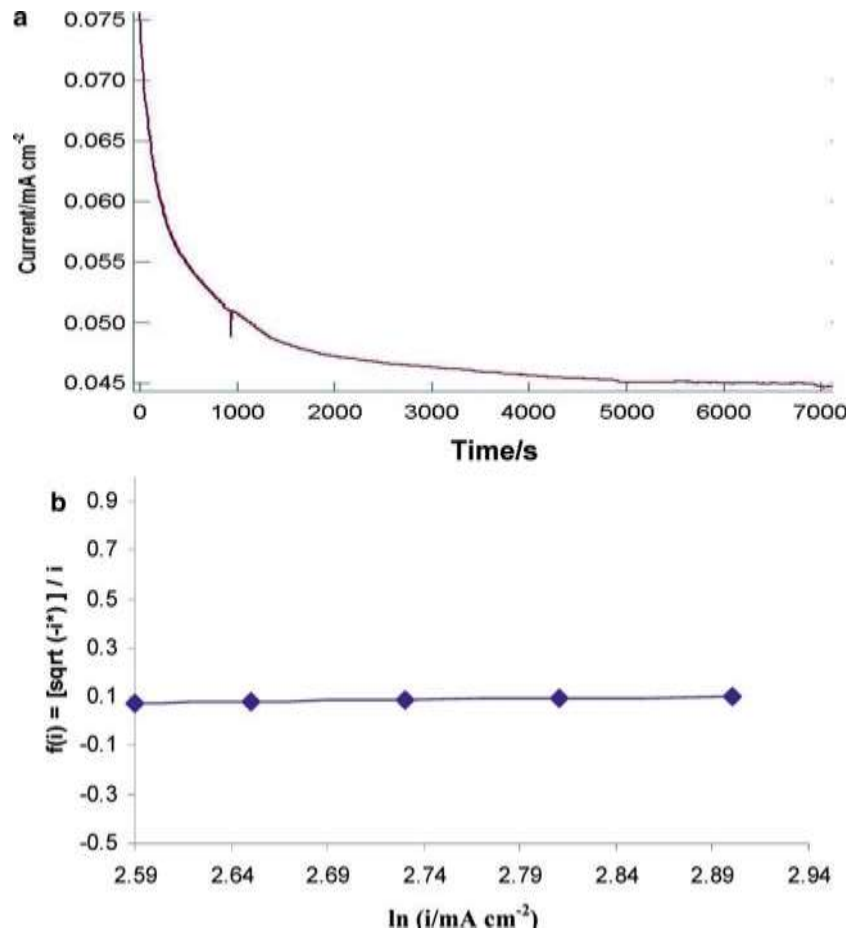 a
Current/mA cm-2
0.075
0.070
0.065
0.060
0.055
0.050
0.045
0 1000 2000 3000 4000 5000 6000 7000
Time/s
b
f(i) = [sqrt (-i*) ] / i
0.9
0.7
0.5
0.3
0.1
-0.1
-0.3
-0.5
2.59 2.64 2.69 2.74 2.79 2.84 2.89 2.94
ln (i/mA cm-2)